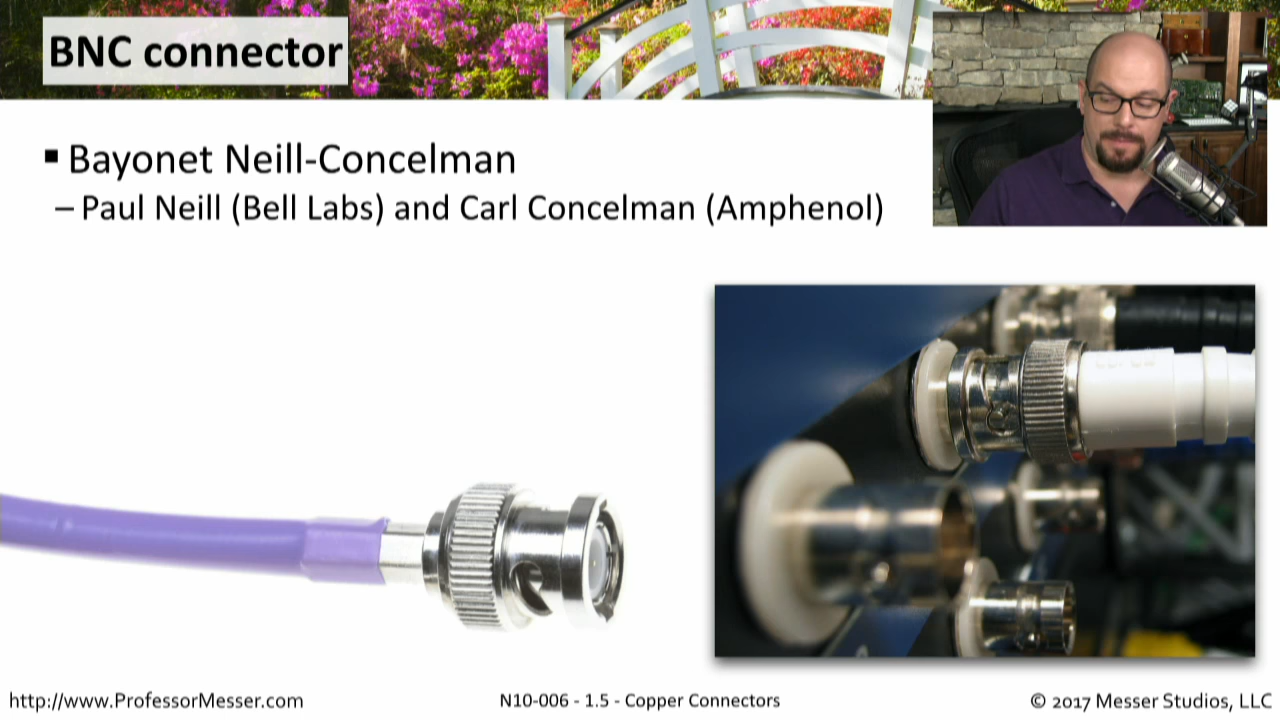 BNC connector
▪ Bayonet Neill-Concelman
– Paul Neill (Bell Labs) and Carl Concelman (Amphenol)
http://www.ProfessorMesser.com
N10-006 - 1.5 - Copper Connectors
© 2017 Messer Studios, LLC